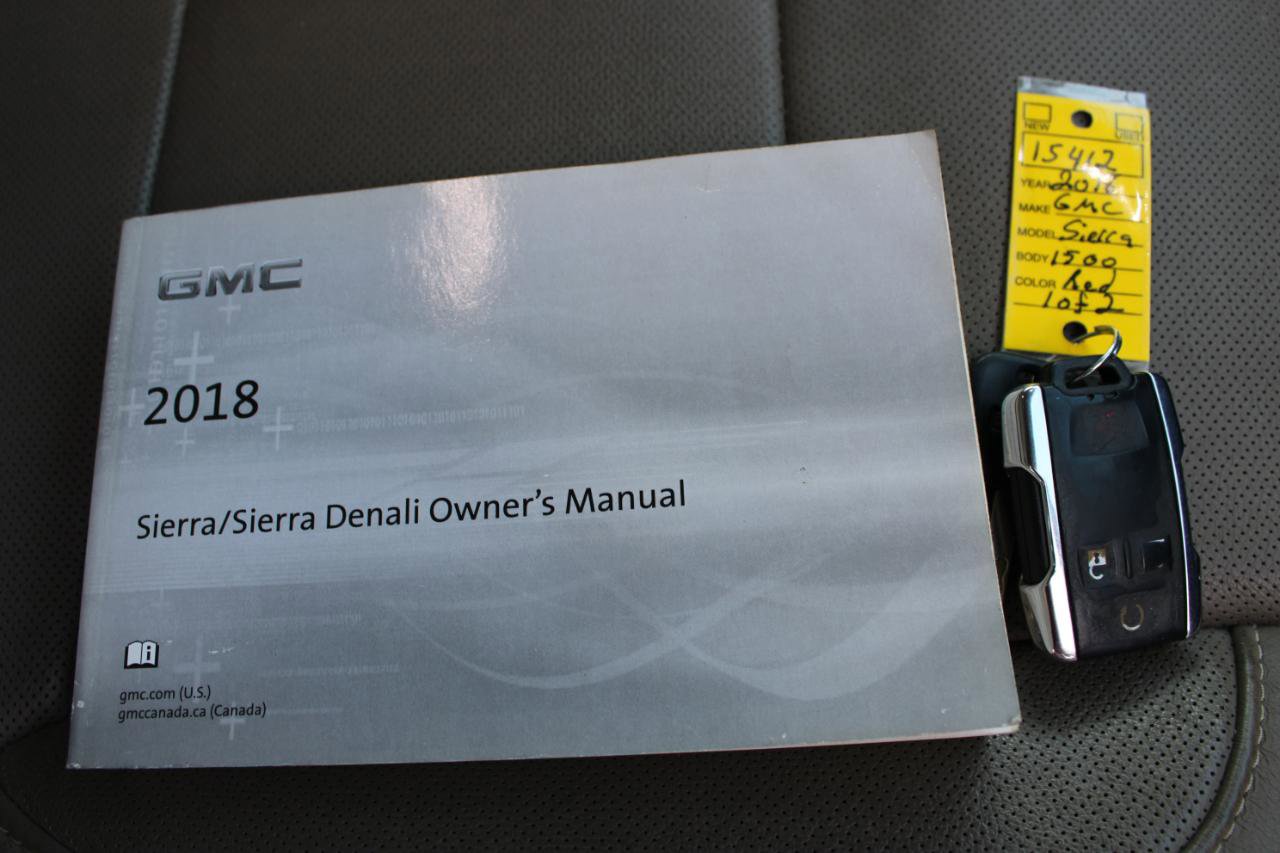 GMC
2018
Sierra/Sierra Denali Owner's Manual
gmc.com (U.S.)
gmccanada.ca (Canada)
NEW
USED
15412
YEAR 2018
MAKE GMC
MODEL Sierra
BODY 1500
COLOR Red
1 of 2